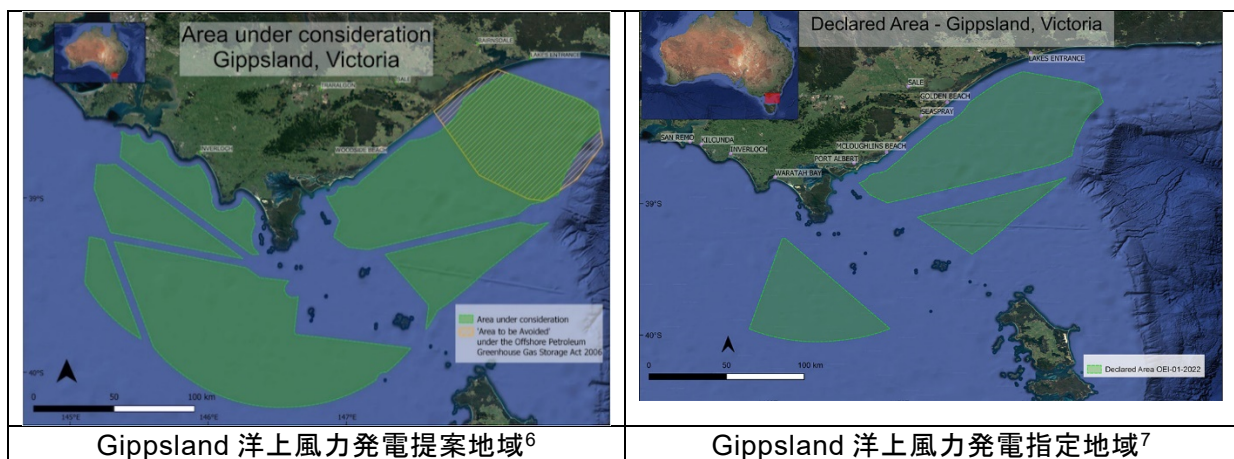 Area under consideration
Gippsland, Victoria
BAIRNSDALE
LAKES ENTRANCE
SALE
TRARALGON
WOODSIDE BEACH
INVERLOCH
39°S
40°S
145°E
146°E
147°E
Area under consideration
'Area to be Avoided'
under the Offshore Petroleum
Greenhouse Gas Storage Act 2006
0 50 100 km
Gippsland 洋上風力発電提案地域6
Declared Area - Gippsland, Victoria
LAKES ENTRANCE
SALE
GOLDEN BEACH
SEASPRAY
SAN REMO
KILCUNDA
INVERLOCH
MCLOUGHLINS BEACH
PORT ALBERT
WARATAH BAY
39°S
40°S
Declared Area OEI-01-2022
0 50 100 km
Gippsland 洋上風力発電指定地域7